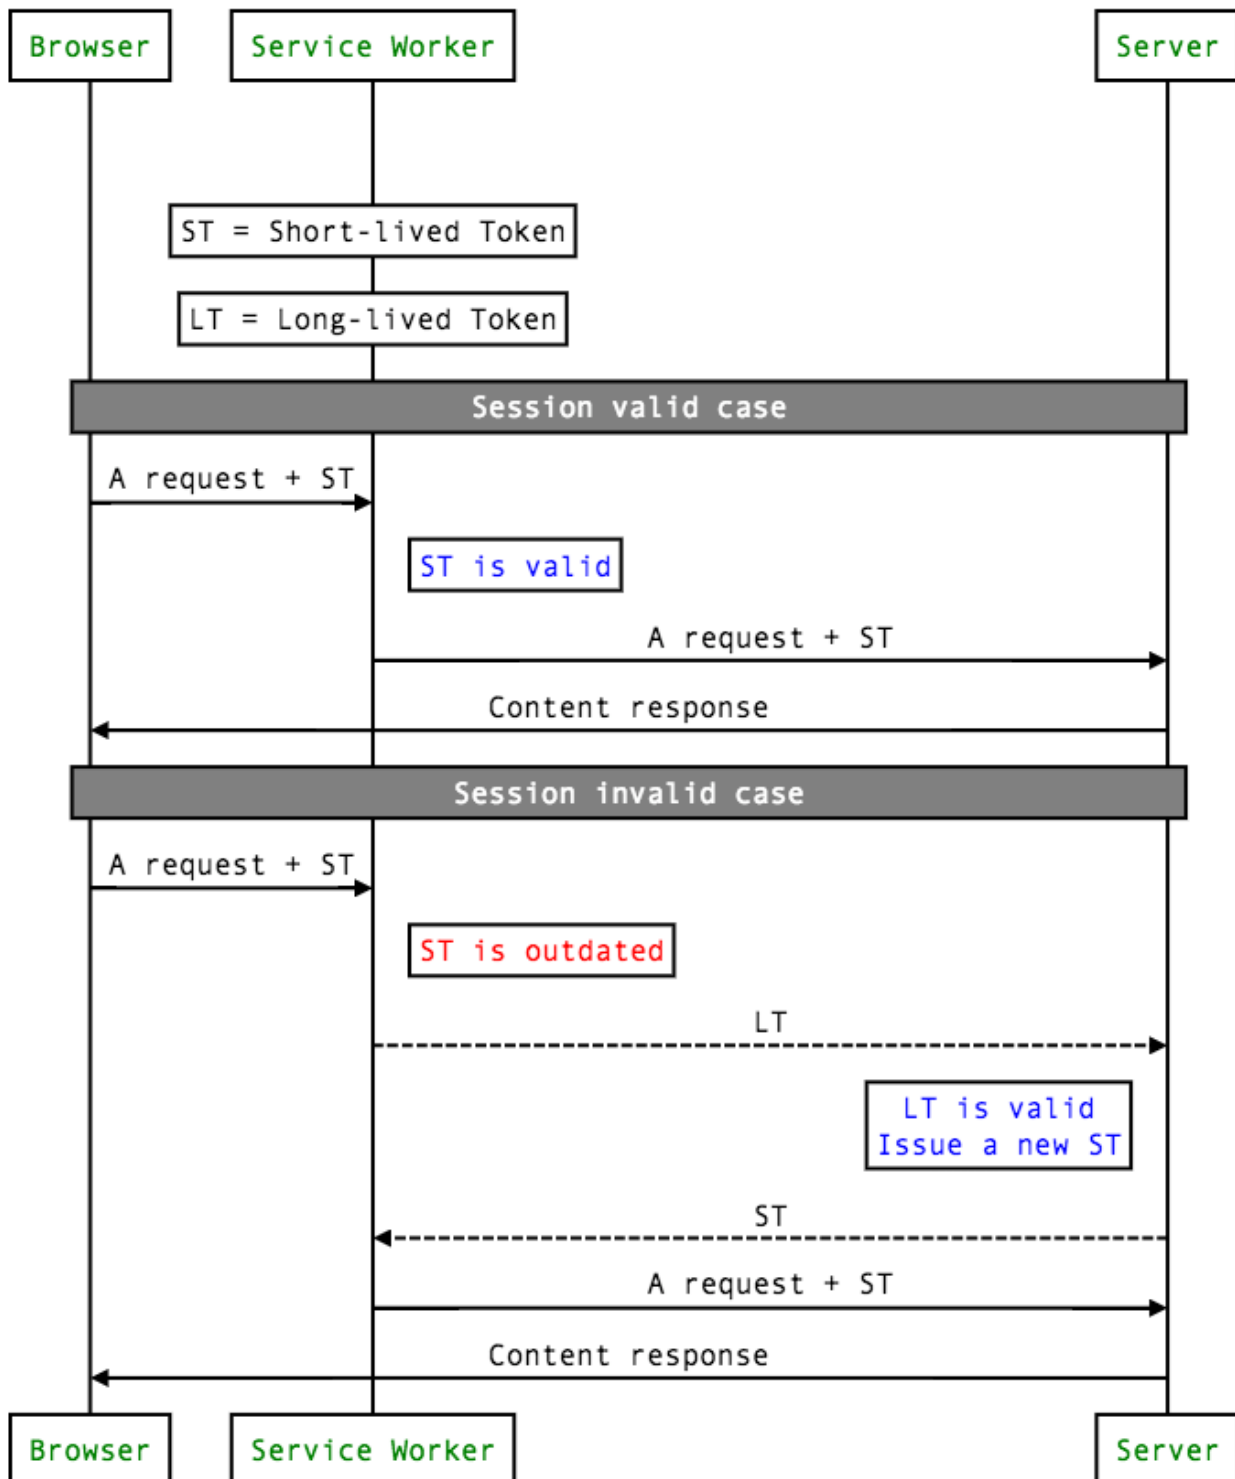 Browser
Service Worker
Server
ST = Short-lived Token
LT = Long-lived Token
Session valid case
A request + ST
ST is valid
A request + ST
Content response
Session invalid case
A request + ST
ST is outdated
LT
LT is valid
Issue a new ST
ST
A request + ST
Content response
Browser
Service Worker
Server